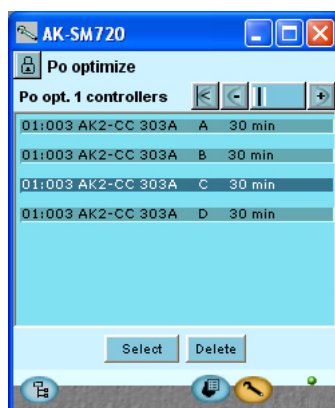 AK-SM720
Po optimize
Po opt. 1 controllers
01:003 AK2-CC 303A A 30 min
01:003 AK2-CC 303A B 30 min
01:003 AK2-CC 303A C 30 min
01:003 AK2-CC 303A D 30 min
Select Delete